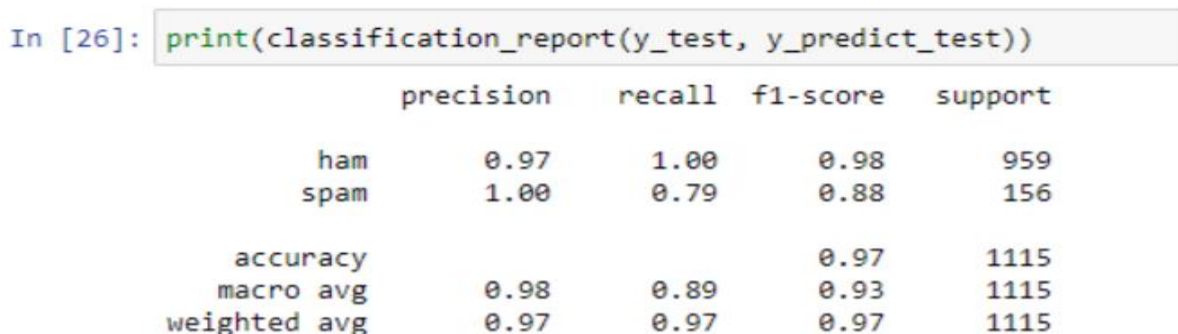 In [26]: print(classification_report(y_test, y_predict_test))
precision recall f1-score support
ham 0.97 1.00 0.98 959
spam 1.00 0.79 0.88 156
accuracy 0.97 1115
macro avg 0.98 0.89 0.93 1115
weighted avg 0.97 0.97 0.97 1115